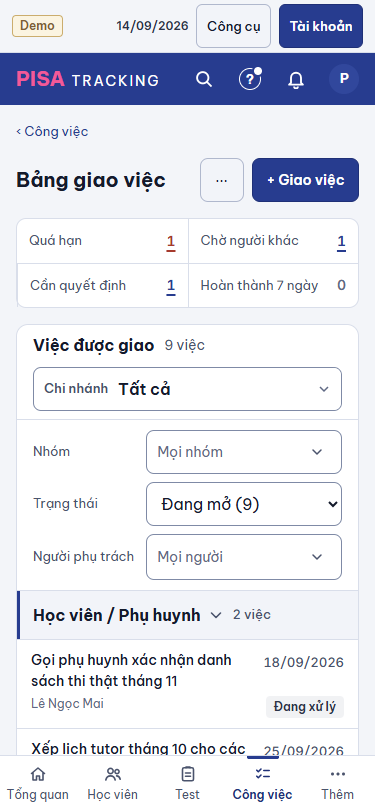 Demo 14/09/2026 Công cụ Tài khoản
PISA TRACKING ? P
‹ Công việc
Bảng giao việc ... + Giao việc
Quá hạn 1 Chờ người khác 1
Cần quyết định 1 Hoàn thành 7 ngày 0
Việc được giao 9 việc
Chi nhánh Tất cả
Nhóm Mọi nhóm
Trạng thái Đang mở (9)
Người phụ trách Mọi người
Học viên / Phụ huynh 2 việc
Gọi phụ huynh xác nhận danh 18/09/2026
sách thi thật tháng 11
Lê Ngọc Mai Đang xử lý
Xếp lịch tutor tháng 10 cho các 25/09/2026
Tổng quan Học viên Test Công việc Thêm